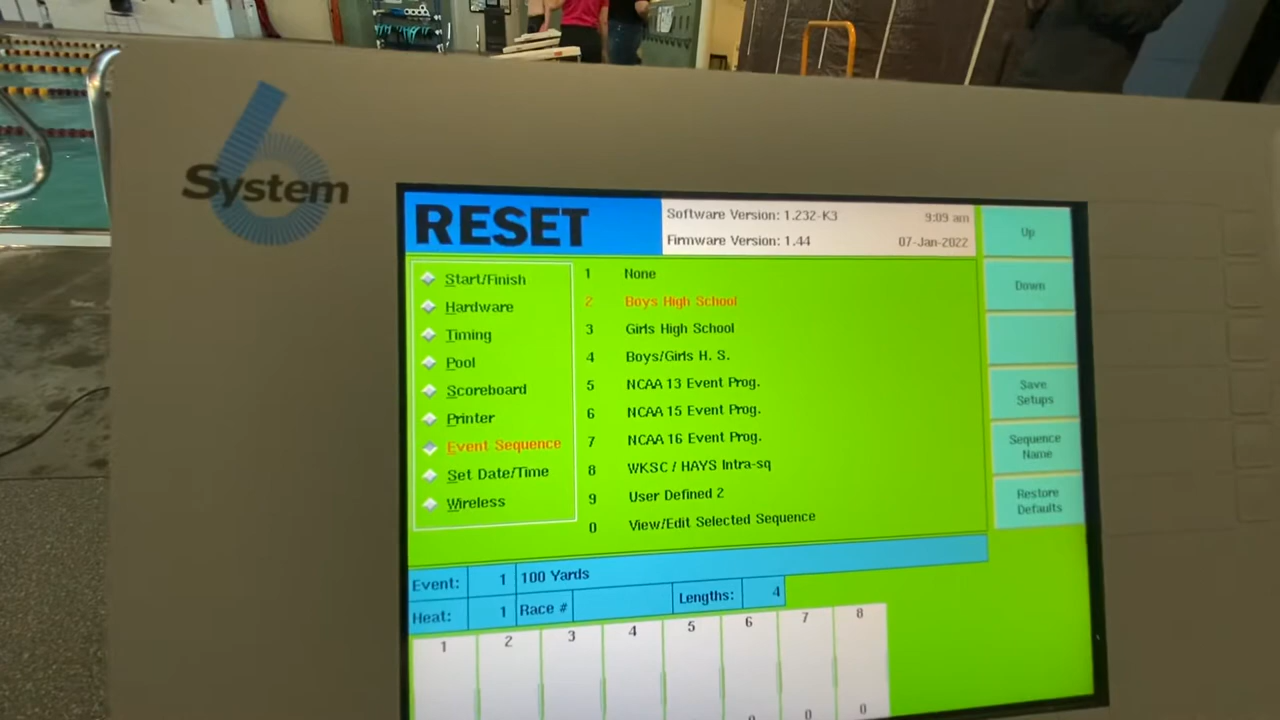 6
System
RESET
Software Version: 1.232-K3 9:09 am
Firmware Version: 1.44 07-Jan-2022
Start/Finish
Hardware
Timing
Pool
Scoreboard
Printer
Event Sequence
Set Date/Time
Wireless
1 None
2 Boys High School
3 Girls High School
4 Boys/Girls H. S.
5 NCAA 13 Event Prog.
6 NCAA 15 Event Prog.
7 NCAA 16 Event Prog.
8 WKSC / HAYS Intra-sq
9 User Defined 2
0 View/Edit Selected Sequence
Up
Down
Save
Setups
Sequence
Name
Restore
Defaults
Event: 1 100 Yards
Heat: 1 Race # Lengths: 4
1 2 3 4 5 6 7 8
0 0 0